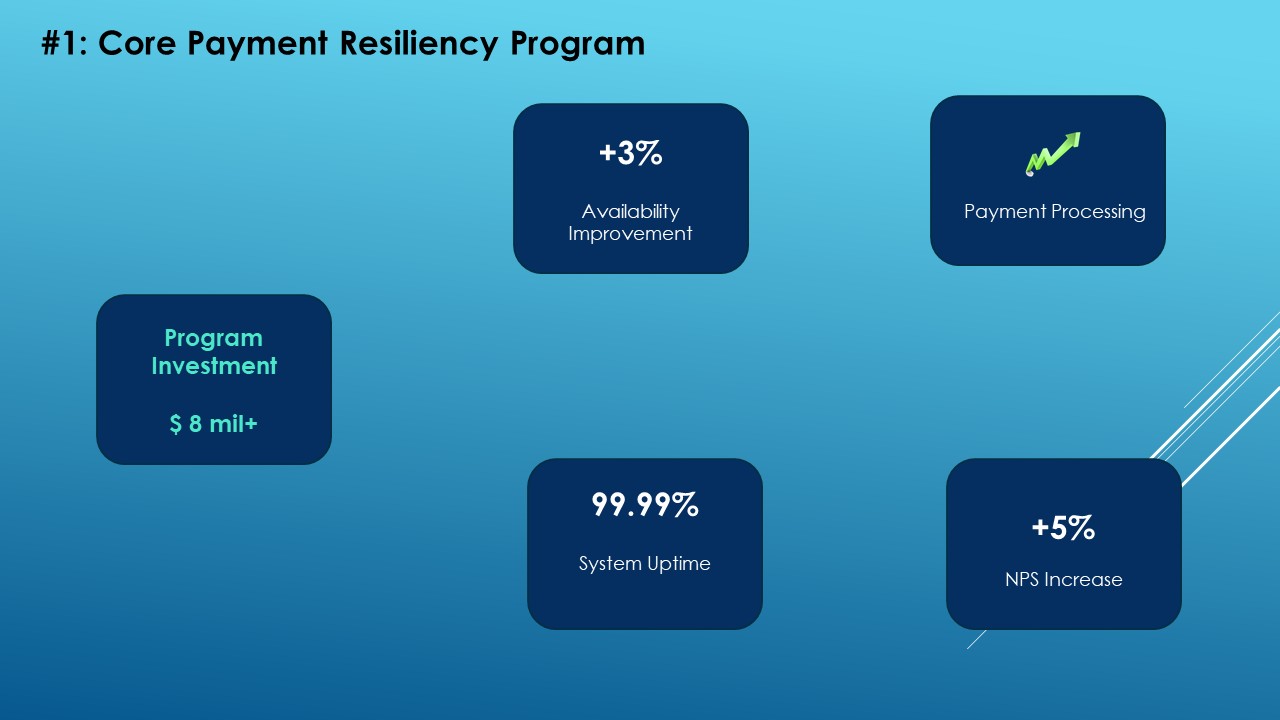 #1: Core Payment Resiliency Program
+3%
Availability
Improvement
Payment Processing
Program
Investment
$ 8 mil+
99.99%
System Uptime
+5%
NPS Increase